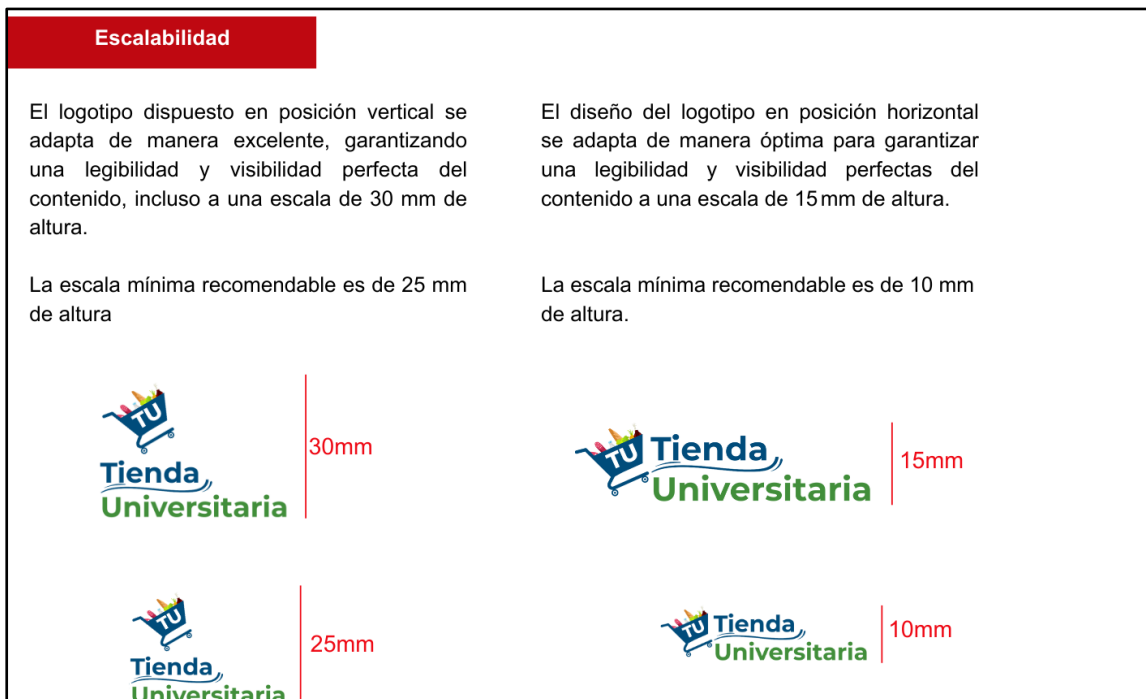 Escalabilidad
El logotipo dispuesto en posición vertical se
adapta de manera excelente, garantizando
una legibilidad y visibilidad perfecta del
contenido, incluso a una escala de 30 mm de
altura.
La escala mínima recomendable es de 25 mm
de altura
El diseño del logotipo en posición horizontal
se adapta de manera óptima para garantizar
una legibilidad y visibilidad perfectas del
contenido a una escala de 15 mm de altura.
La escala mínima recomendable es de 10 mm
de altura.
TU
Tienda
Universitaria
30mm
TU
Tienda
Universitaria
15mm
TU
Tienda
Universitaria
25mm
TU
Tienda
Universitaria
10mm